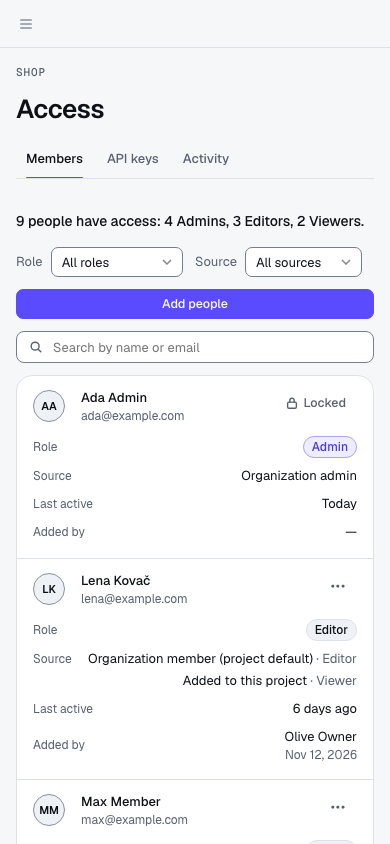 SHOP
Access
Members API keys Activity
9 people have access: 4 Admins, 3 Editors, 2 Viewers.
Role All roles Source All sources
Add people
Search by name or email
AA Ada Admin Locked
ada@example.com
Role Admin
Source Organization admin
Last active Today
Added by —
LK Lena Kovač
lena@example.com
Role Editor
Source Organization member (project default) · Editor
Added to this project · Viewer
Last active 6 days ago
Added by Olive Owner
Nov 12, 2026
MM Max Member
max@example.com